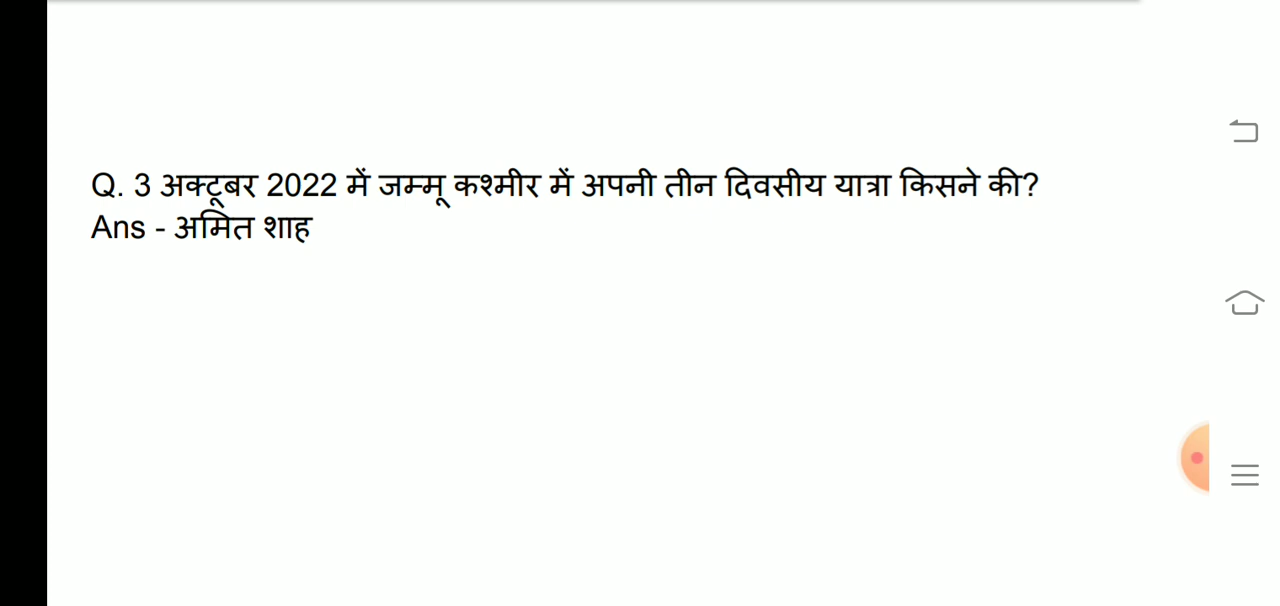 Q. 3 अक्टूबर 2022 में जम्मू कश्मीर में अपनी तीन दिवसीय यात्रा किसने की?
Ans - अमित शाह